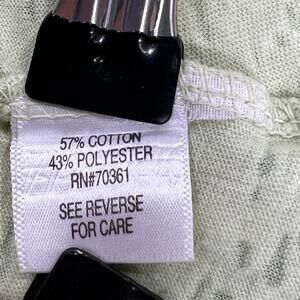 57% COTTON
43% POLYESTER
RN#70361
SEE REVERSE
FOR CARE